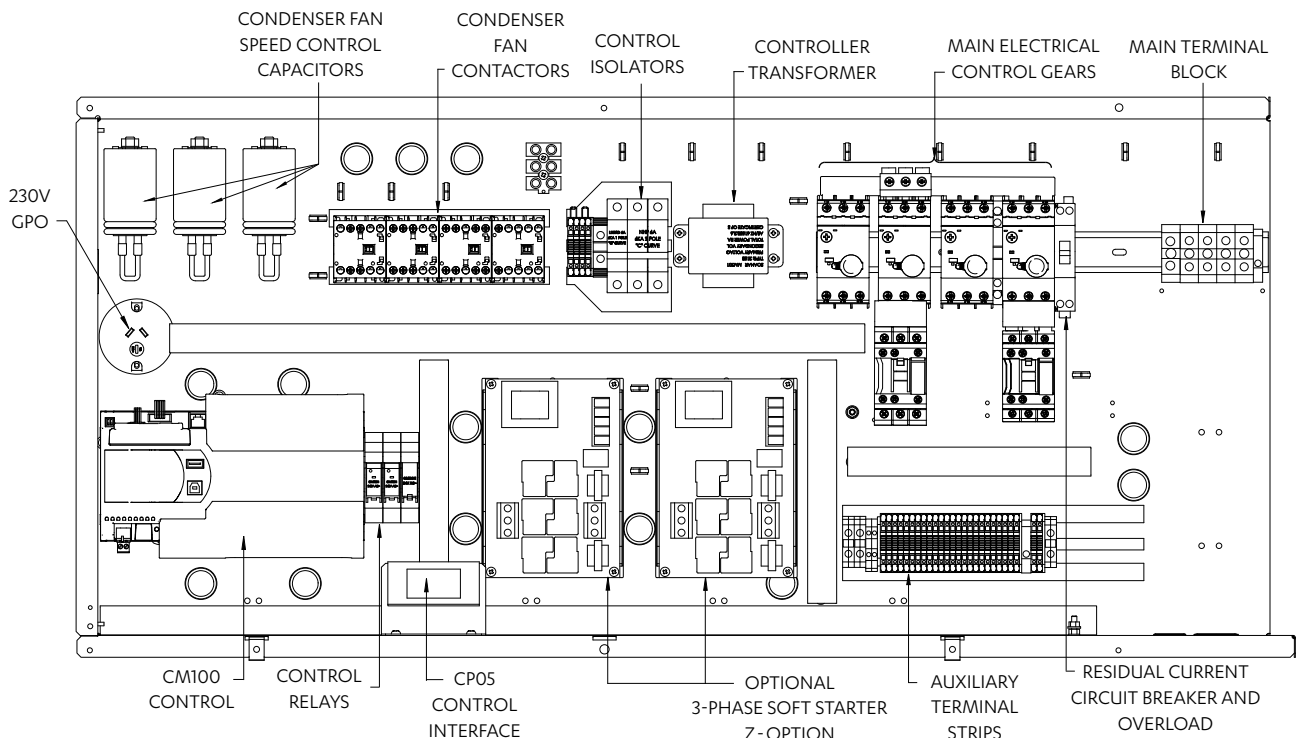 CONDENSER FAN
SPEED CONTROL
CAPACITORS
CONDENSER
FAN
CONTACTORS
CONTROL
ISOLATORS
CONTROLLER
TRANSFORMER
MAIN ELECTRICAL
CONTROL GEARS
MAIN TERMINAL
BLOCK
230V
GPO
CM100
CONTROL
CONTROL
RELAYS
CP05
CONTROL
INTERFACE
OPTIONAL
3-PHASE SOFT STARTER
Z-OPTION
AUXILIARY
TERMINAL
STRIPS
RESIDUAL CURRENT
CIRCUIT BREAKER AND
OVERLOAD